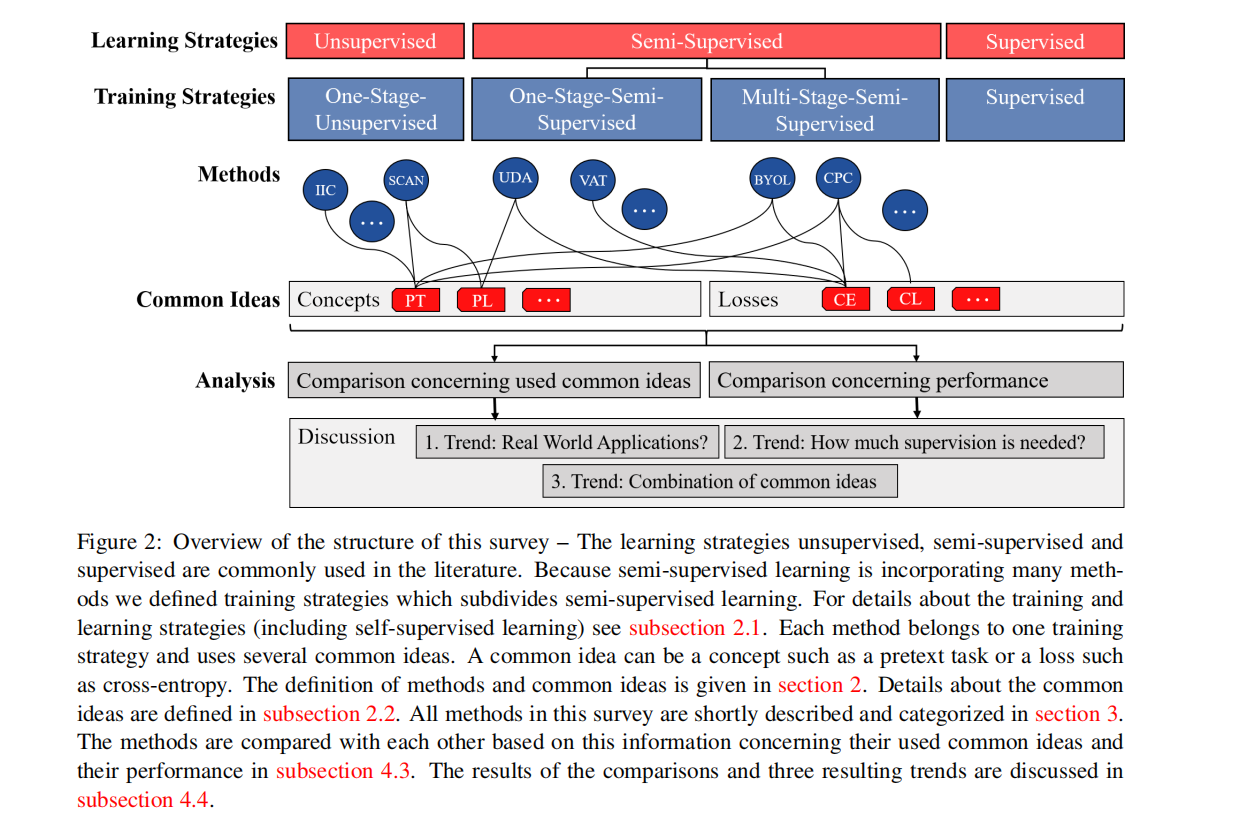 Learning Strategies Unsupervised Semi-Supervised Supervised
Training Strategies One-Stage-Unsupervised One-Stage-Semi-Supervised Multi-Stage-Semi-Supervised Supervised
Methods IIC SCAN UDA VAT BYOL CPC
... ... ...
Common Ideas Concepts PT PL ... Losses CE CL ...
Analysis Comparison concerning used common ideas Comparison concerning performance
Discussion 1. Trend: Real World Applications? 2. Trend: How much supervision is needed?
3. Trend: Combination of common ideas
Figure 2: Overview of the structure of this survey – The learning strategies unsupervised, semi-supervised and
supervised are commonly used in the literature. Because semi-supervised learning is incorporating many meth-
ods we defined training strategies which subdivides semi-supervised learning. For details about the training and
learning strategies (including self-supervised learning) see subsection 2.1. Each method belongs to one training
strategy and uses several common ideas. A common idea can be a concept such as a pretext task or a loss such
as cross-entropy. The definition of methods and common ideas is given in section 2. Details about the common
ideas are defined in subsection 2.2. All methods in this survey are shortly described and categorized in section 3.
The methods are compared with each other based on this information concerning their used common ideas and
their performance in subsection 4.3. The results of the comparisons and three resulting trends are discussed in
subsection 4.4.